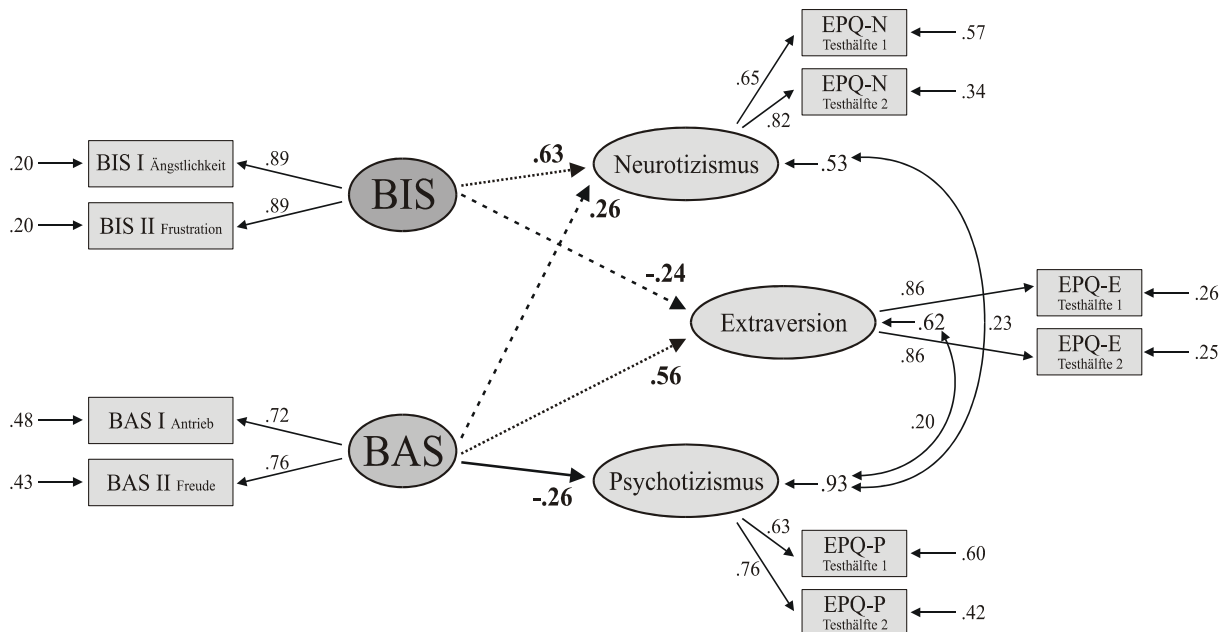 EPQ-N
Testhälfte 1
.57
.65
EPQ-N
Testhälfte 2
.34
.82
.20
BIS I Ängstlichkeit
.89
BIS
.63
Neurotizismus
.53
.20
BIS II Frustration
.89
.26
-.24
EPQ-E
Testhälfte 1
.26
.86
Extraversion
.62
.23
.86
EPQ-E
Testhälfte 2
.25
.56
.48
BAS I Antrieb
.72
BAS
.20
.43
BAS II Freude
.76
-.26
Psychotizismus
.93
.63
EPQ-P
Testhälfte 1
.60
.76
EPQ-P
Testhälfte 2
.42